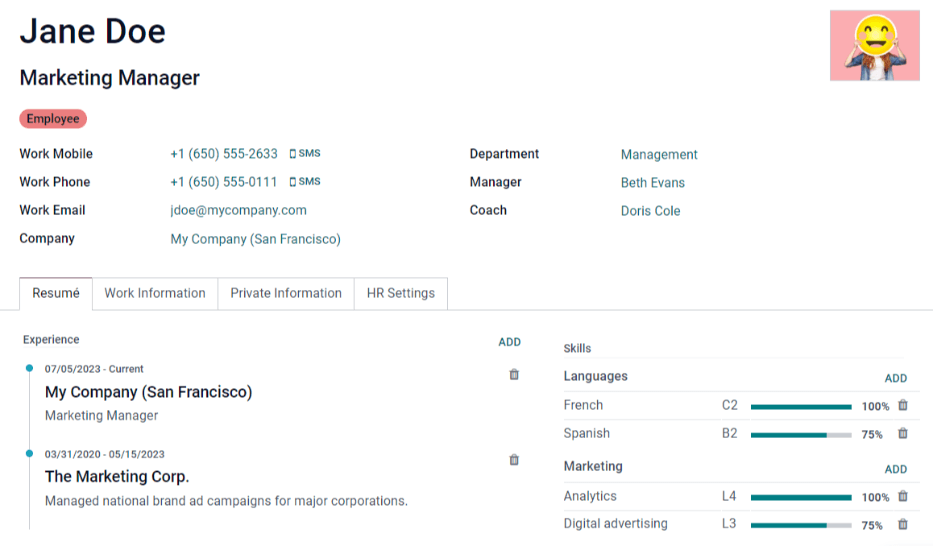 Jane Doe
Marketing Manager
Employee
Work Mobile +1 (650) 555-2633 SMS
Work Phone +1 (650) 555-0111 SMS
Work Email jdoe@mycompany.com
Company My Company (San Francisco)
Department Management
Manager Beth Evans
Coach Doris Cole
Resumé Work Information Private Information HR Settings
Experience ADD
07/05/2023 - Current
My Company (San Francisco)
Marketing Manager
03/31/2020 - 05/15/2023
The Marketing Corp.
Managed national brand ad campaigns for major corporations.
Skills
Languages ADD
French C2 100%
Spanish B2 75%
Marketing ADD
Analytics L4 100%
Digital advertising L3 75%